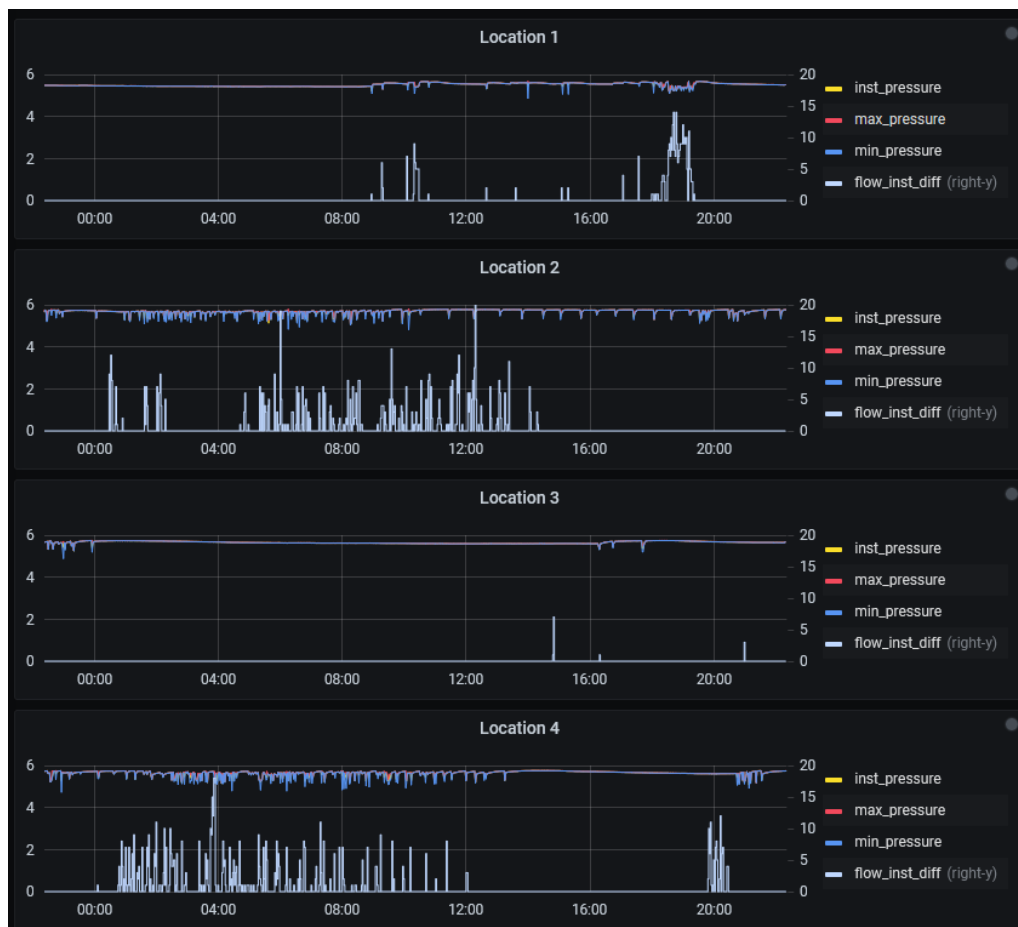 Location 1
6
4
2
0
20
15
10
5
0
00:00 04:00 08:00 12:00 16:00 20:00
inst_pressure
max_pressure
min_pressure
flow_inst_diff (right-y)
Location 2
6
4
2
0
20
15
10
5
0
00:00 04:00 08:00 12:00 16:00 20:00
inst_pressure
max_pressure
min_pressure
flow_inst_diff (right-y)
Location 3
6
4
2
0
20
15
10
5
0
00:00 04:00 08:00 12:00 16:00 20:00
inst_pressure
max_pressure
min_pressure
flow_inst_diff (right-y)
Location 4
6
4
2
0
20
15
10
5
0
00:00 04:00 08:00 12:00 16:00 20:00
inst_pressure
max_pressure
min_pressure
flow_inst_diff (right-y)